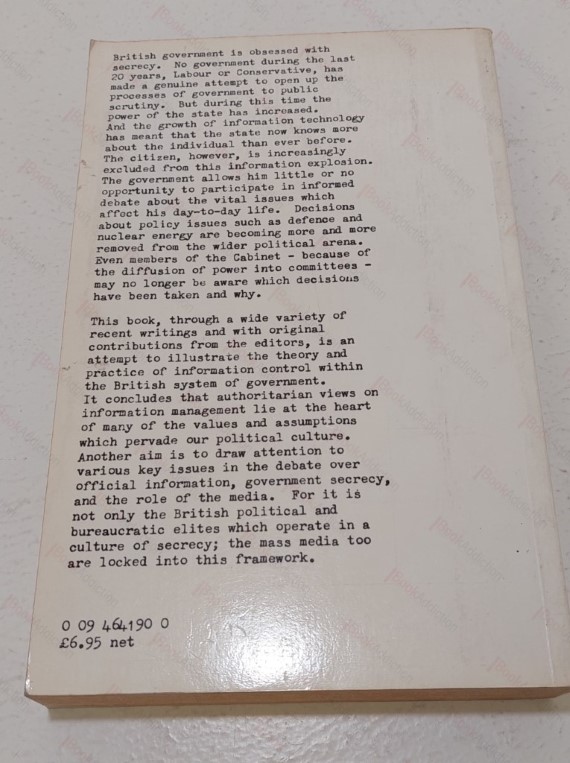 British government is obsessed with
secrecy. No government during the last
20 years, Labour or Conservative, has
made a genuine attempt to open up the
processes of government to public
scrutiny. But during this time the
power of the state has increased.
And the growth of information technology
has meant that the state now knows more
about the individual than ever before.
The citizen, however, is increasingly
excluded from this information explosion.
The government allows him little or no
opportunity to participate in informed
debate about the vital issues which
affect his day-to-day life. Decisions
about policy issues such as defence and
nuclear energy are becoming more and more
removed from the wider political arena.
Even members of the Cabinet - because of
the diffusion of power into committees -
may no longer be aware which decisions
have been taken and why.
This book, through a wide variety of
recent writings and with original
contributions from the editors, is an
attempt to illustrate the theory and
practice of information control within
the British system of government.
It concludes that authoritarian views on
information management lie at the heart
of many of the values and assumptions
which pervade our political culture.
Another aim is to draw attention to
various key issues in the debate over
official information, government secrecy,
and the role of the media. For it is
not only the British political and
bureaucratic elites which operate in a
culture of secrecy; the mass media too
are locked into this framework.
0 09 464190 0
£6.95 net